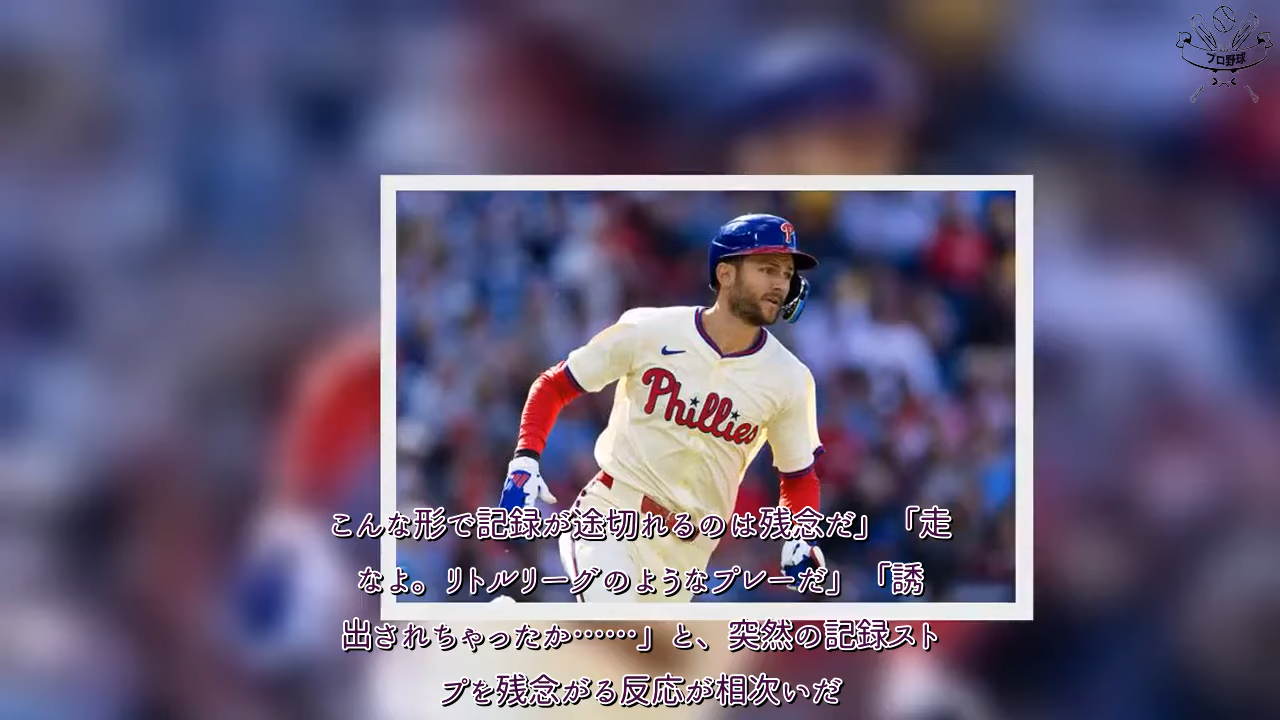 プロ野球
P
Phillies
こんな形で記録が途切れるのは残念だ」「走
なよ。リトルリーグのようなプレーだ」「誘
出されちゃったか……」と、突然の記録スト
プを残念がる反応が相次いだ